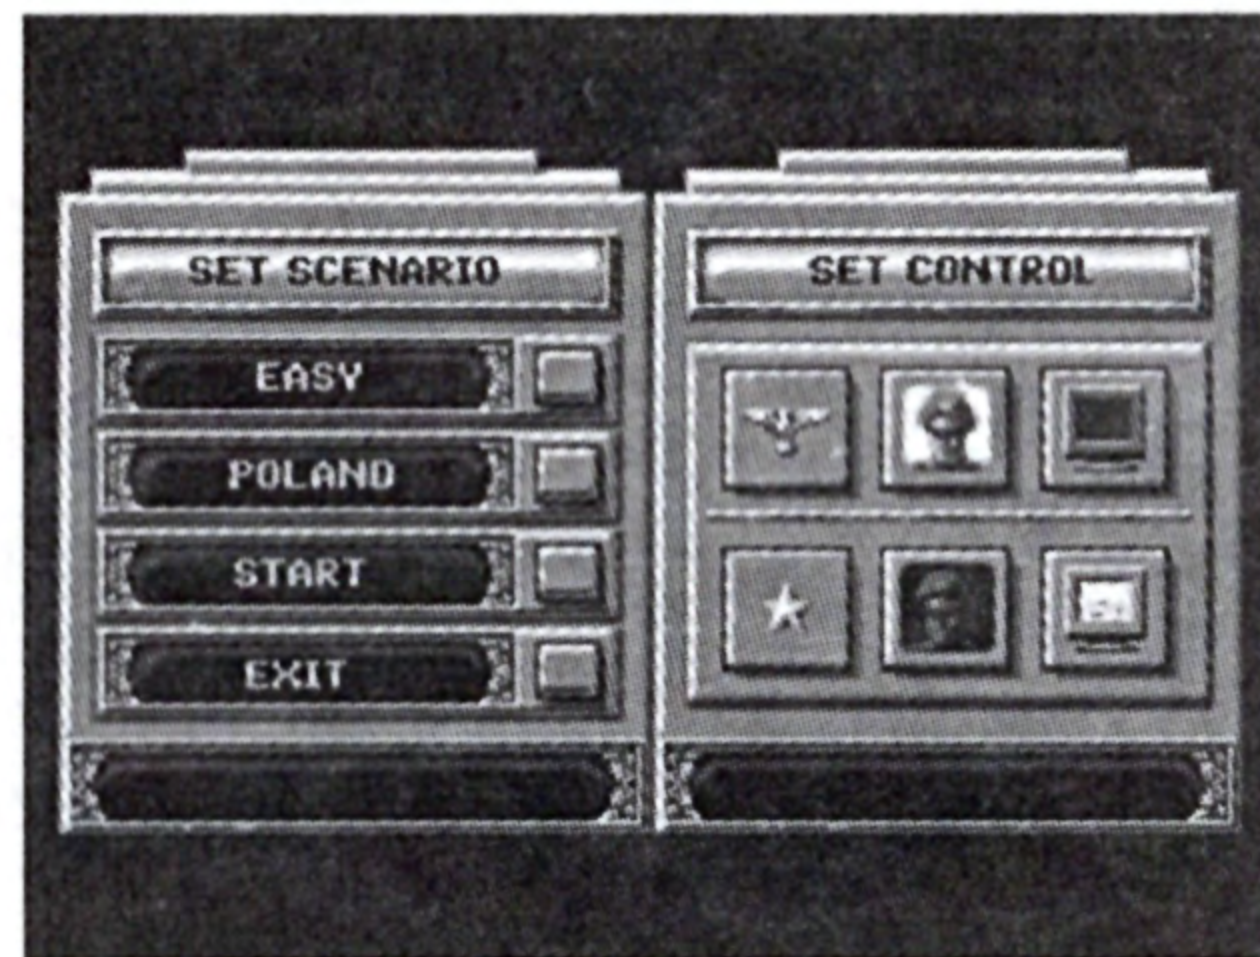 SET SCENARIO
EASY
POLAND
START
EXIT
SET CONTROL